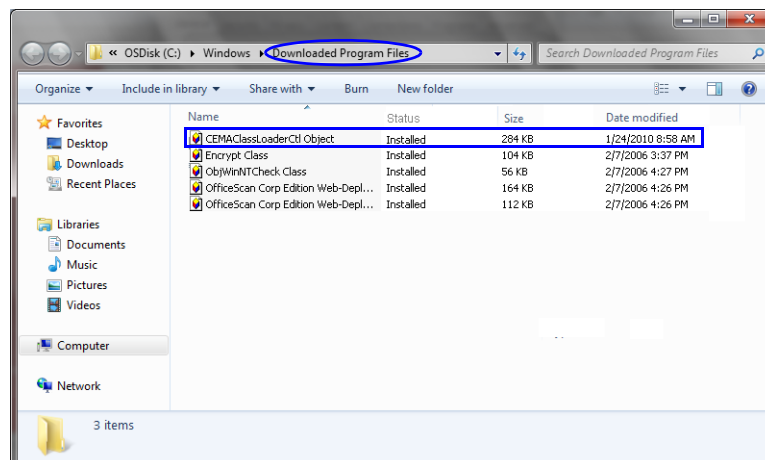 « OSDisk (C:) Windows Downloaded Program Files Search Downloaded Program Files
Organize Include in library Share with Burn New folder
Name Status Size Date modified
CEMAClassLoaderCtl Object Installed 284 KB 1/24/2010 8:58 AM
Encrypt Class Installed 104 KB 2/7/2006 3:37 PM
ObjWinNTCheck Class Installed 56 KB 2/7/2006 4:27 PM
OfficeScan Corp Edition Web-Depl... Installed 164 KB 2/7/2006 4:26 PM
OfficeScan Corp Edition Web-Depl... Installed 112 KB 2/7/2006 4:26 PM
Favorites
Desktop
Downloads
Recent Places
Libraries
Documents
Music
Pictures
Videos
Computer
Network
3 items